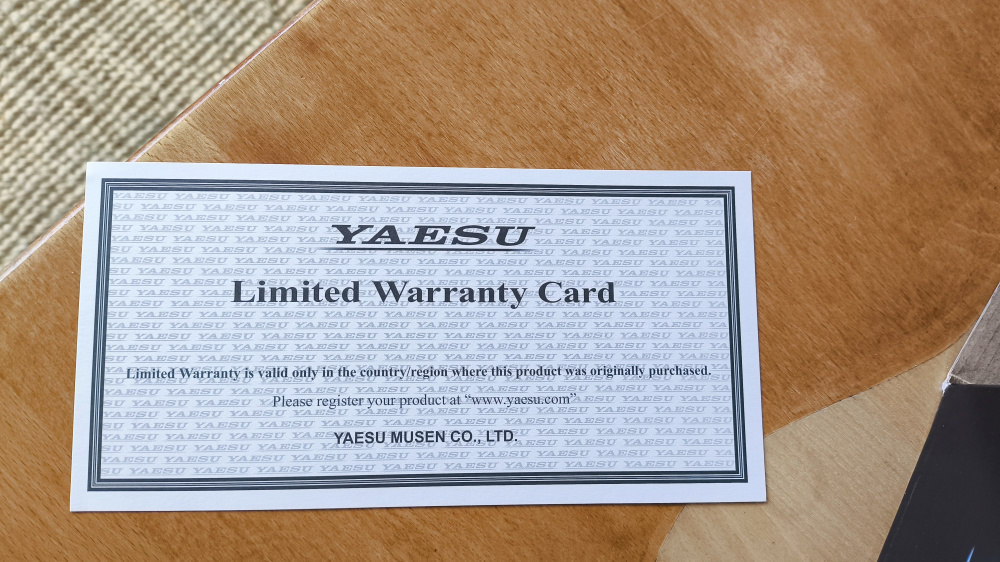 YAESU
Limited Warranty Card
Limited Warranty is valid only in the country/region where this product was originally purchased.
Please register your product at “www.yaesu.com”
YAESU MUSEN CO., LTD.